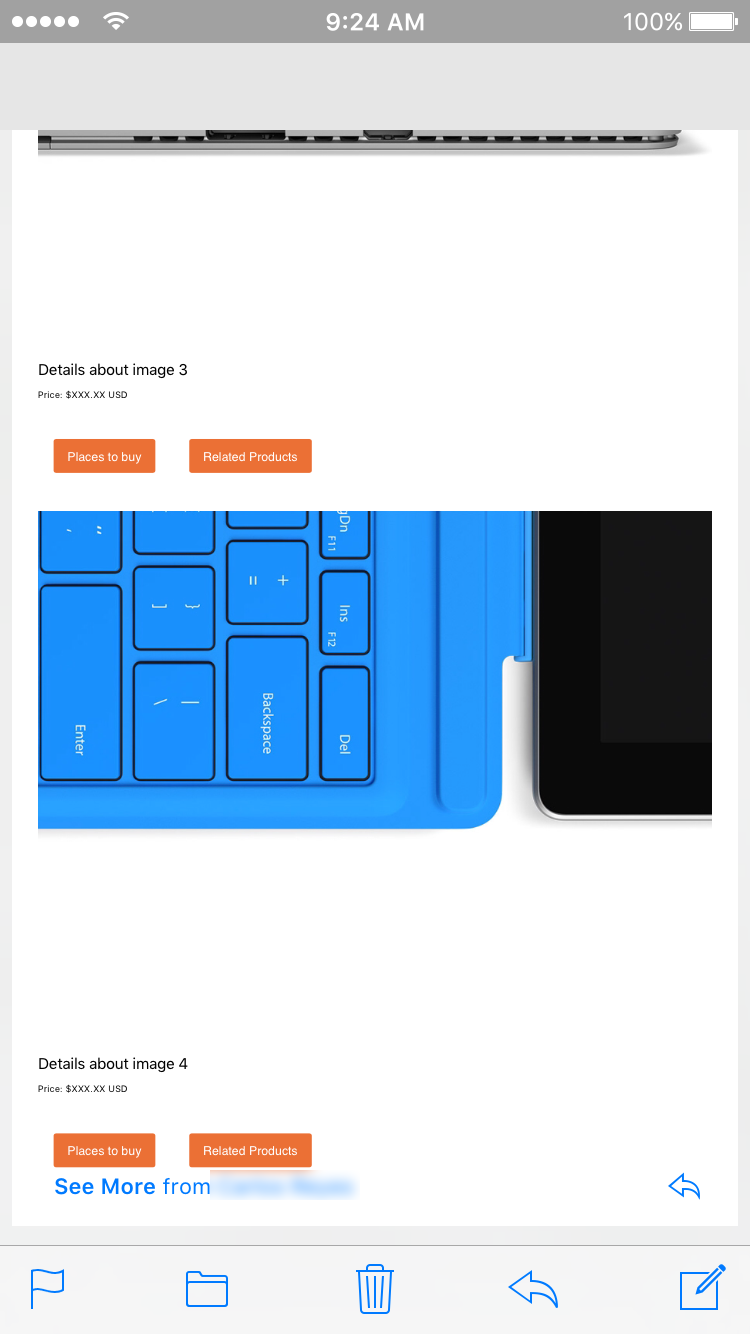 9:24 AM
100%
Details about image 3
Price: $XXX.XX USD
Places to buy
Related Products
gDn
F11
, "
= +
Ins
F12
] }
\ |
Enter
Backspace
Del
Details about image 4
Price: $XXX.XX USD
Places to buy
Related Products
See More from